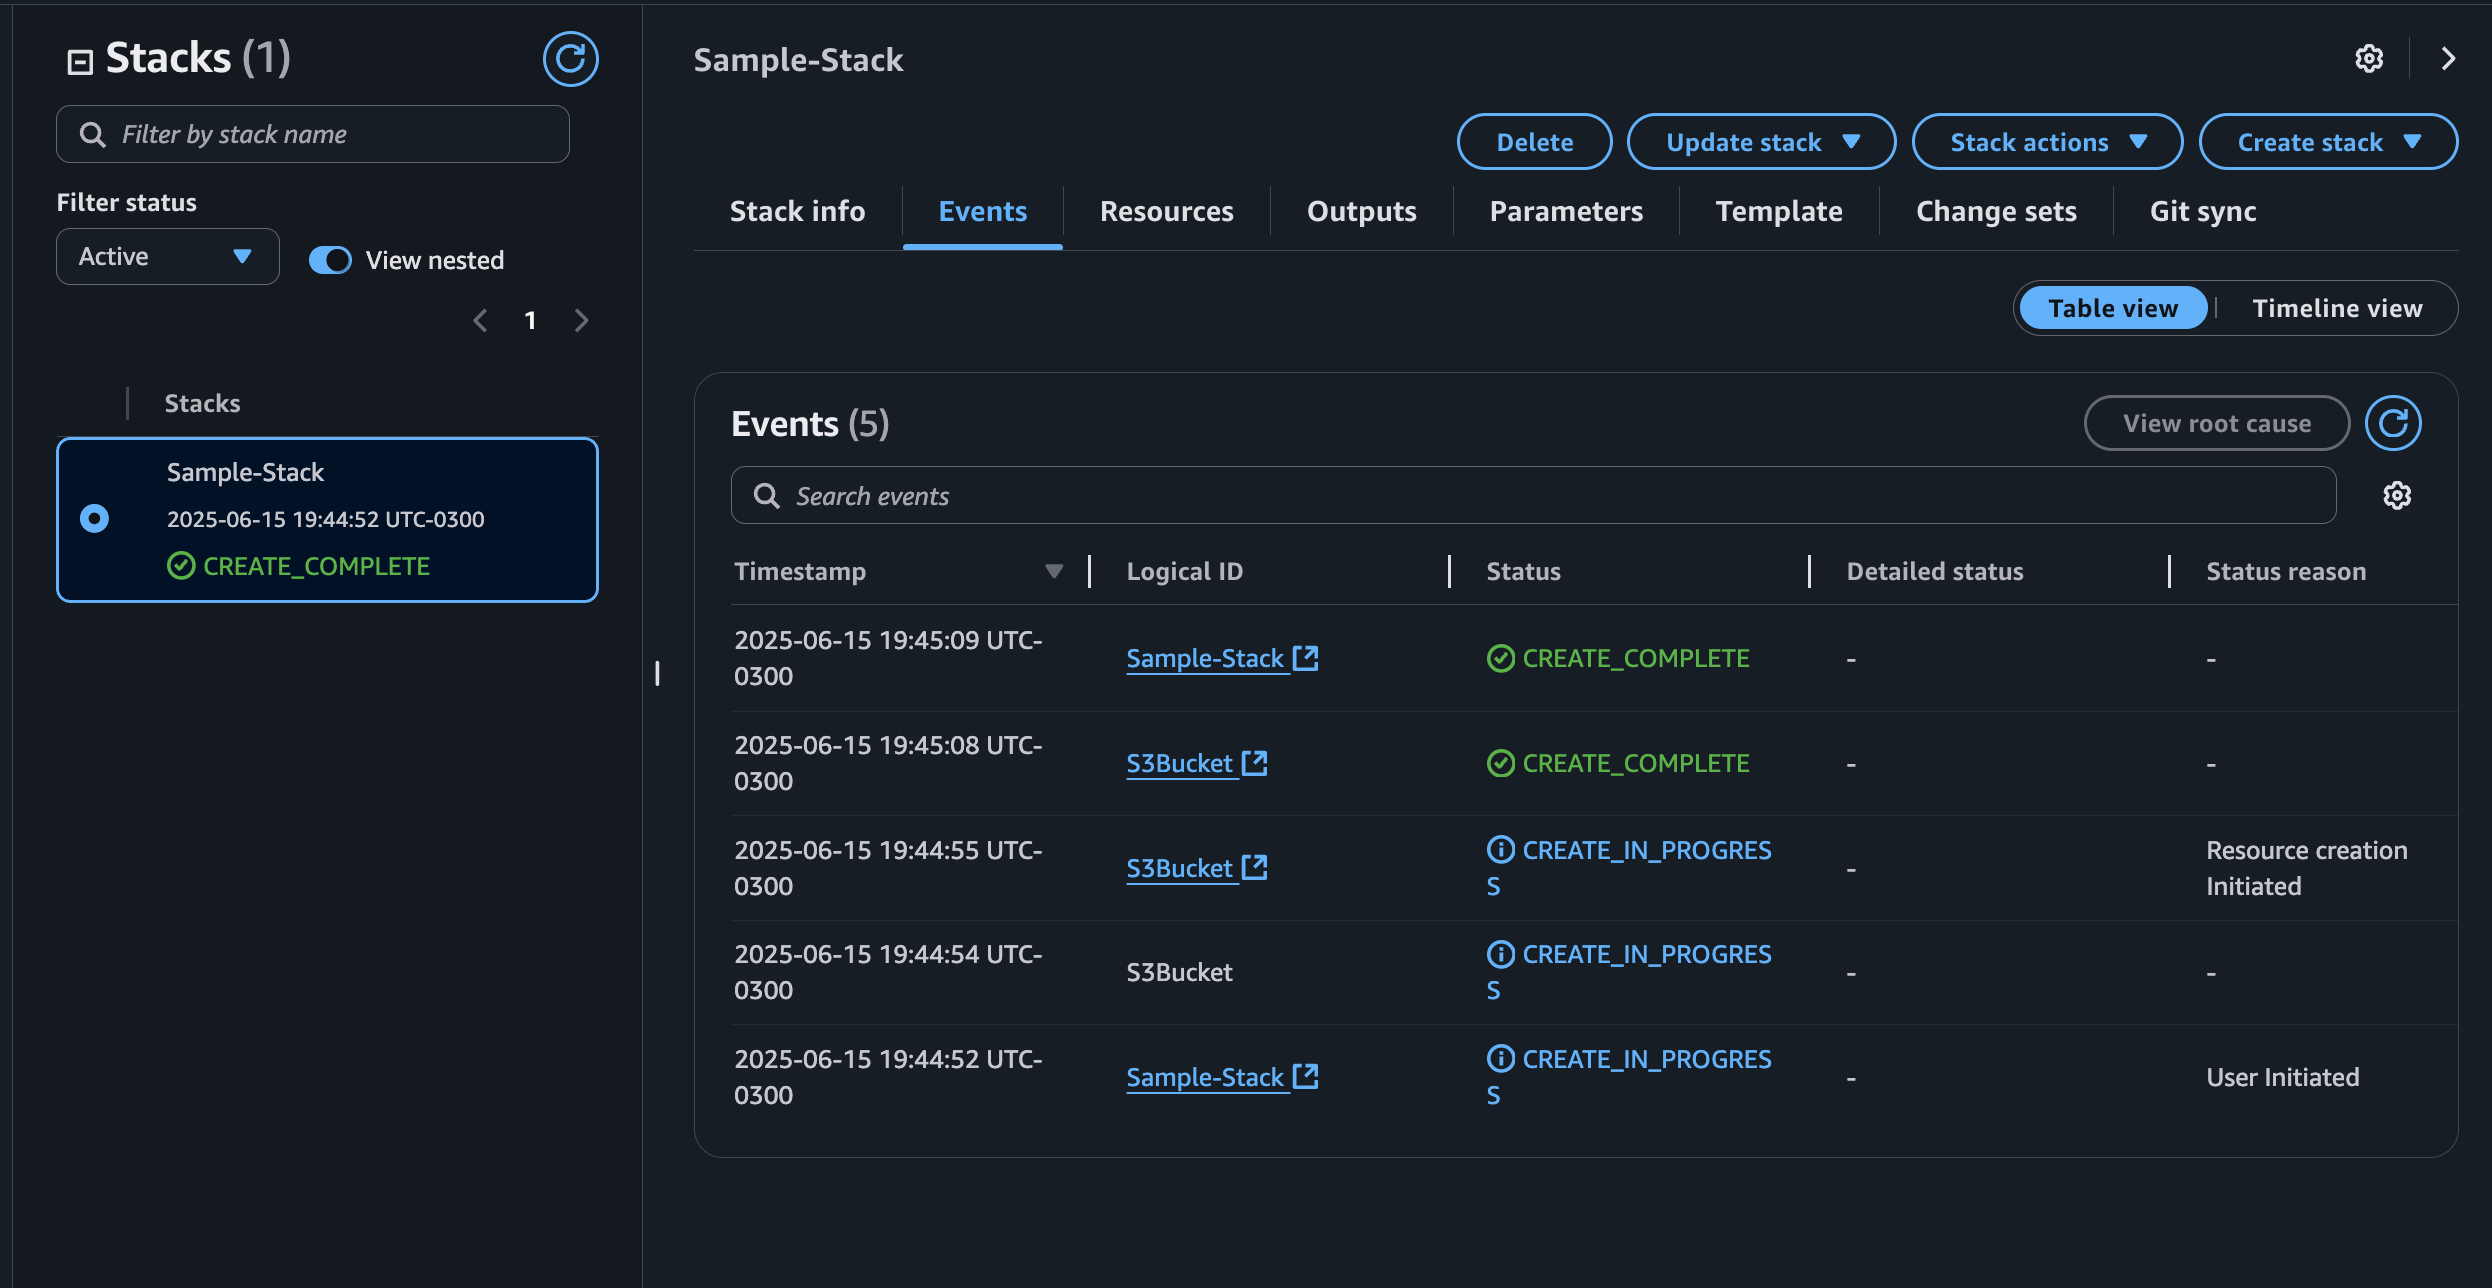 Stacks (1)
Filter by stack name
Filter status
Active
View nested
1
Stacks
Sample-Stack
2025-06-15 19:44:52 UTC-0300
CREATE_COMPLETE
Sample-Stack
Delete
Update stack
Stack actions
Create stack
Stack info
Events
Resources
Outputs
Parameters
Template
Change sets
Git sync
Table view
Timeline view
Events (5)
View root cause
Search events
Timestamp
Logical ID
Status
Detailed status
Status reason
2025-06-15 19:45:09 UTC-
0300
Sample-Stack
CREATE_COMPLETE
-
-
2025-06-15 19:45:08 UTC-
0300
S3Bucket
CREATE_COMPLETE
-
-
2025-06-15 19:44:55 UTC-
0300
S3Bucket
CREATE_IN_PROGRES
S
-
Resource creation
Initiated
2025-06-15 19:44:54 UTC-
0300
S3Bucket
CREATE_IN_PROGRES
S
-
-
2025-06-15 19:44:52 UTC-
0300
Sample-Stack
CREATE_IN_PROGRES
S
-
User Initiated